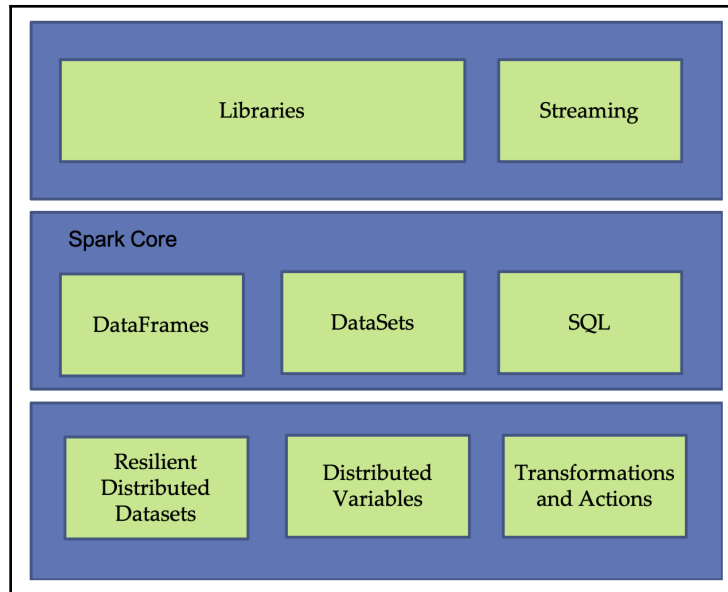 Libraries
Streaming
Spark Core
DataFrames
DataSets
SQL
Resilient
Distributed
Datasets
Distributed
Variables
Transformations
and Actions